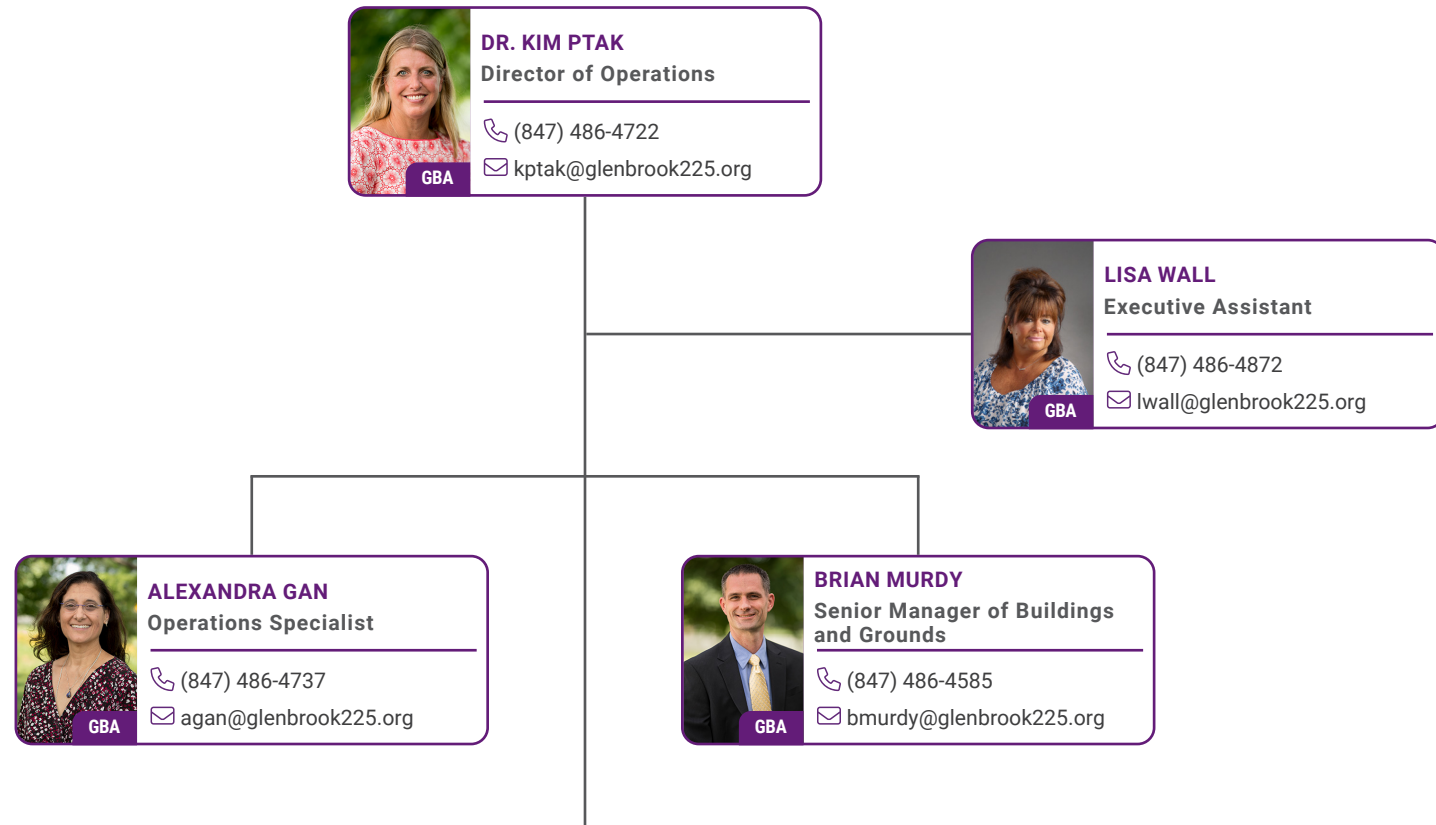 DR. KIM PTAK
Director of Operations
(847) 486-4722
kptak@glenbrook225.org
GBA
LISA WALL
Executive Assistant
(847) 486-4872
lwall@glenbrook225.org
GBA
ALEXANDRA GAN
Operations Specialist
(847) 486-4737
agan@glenbrook225.org
GBA
BRIAN MURDY
Senior Manager of Buildings
and Grounds
(847) 486-4585
bmurdy@glenbrook225.org
GBA